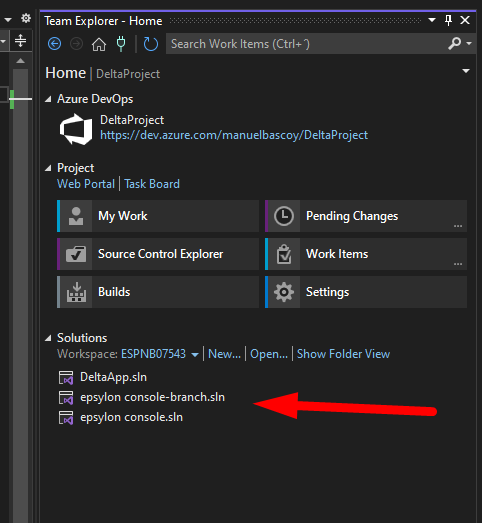 Team Explorer - Home
Search Work Items (Ctrl+´)
Home | DeltaProject
Azure DevOps
DeltaProject
https://dev.azure.com/manuelbascoy/DeltaProject
Project
Web Portal | Task Board
My Work
Pending Changes
...
Source Control Explorer
Work Items
...
Builds
Settings
Solutions
Workspace: ESPNB07543 | New... | Open... | Show Folder View
DeltaApp.sln
epsylon console-branch.sln
epsylon console.sln